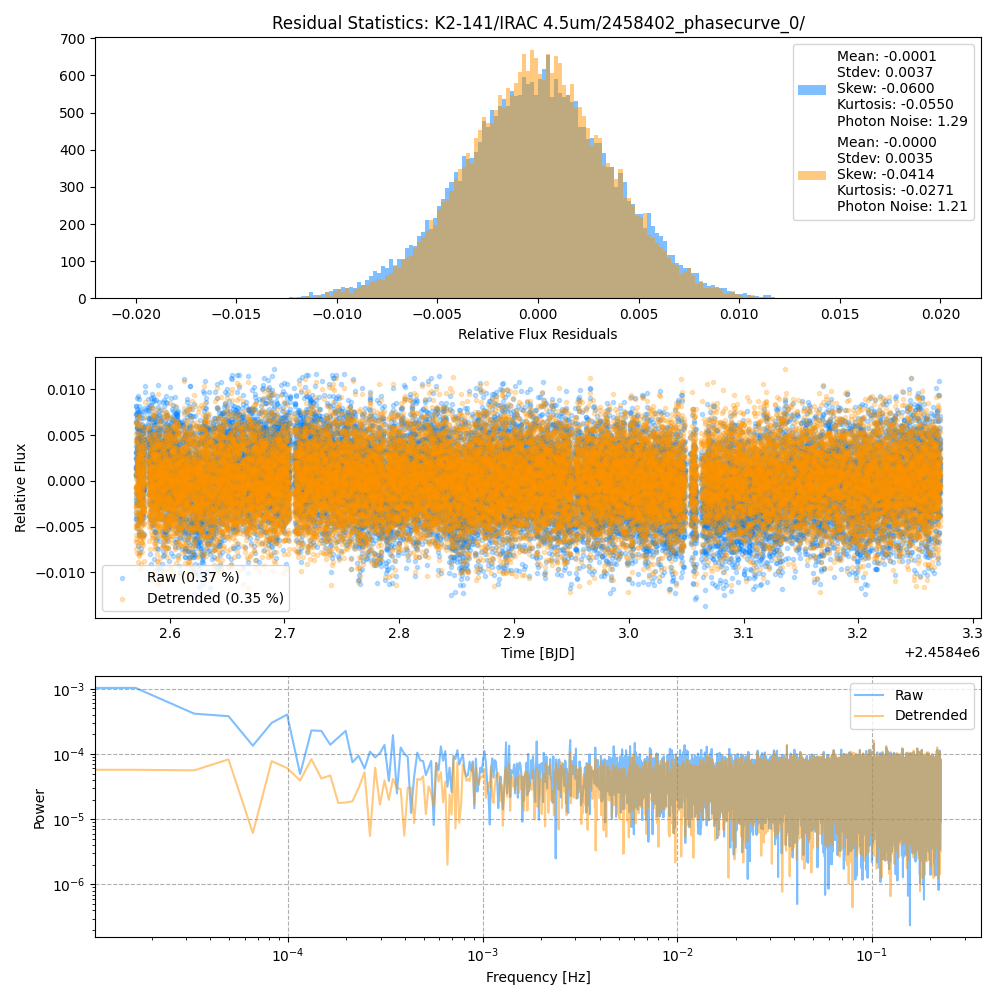 Residual Statistics: K2-141/IRAC 4.5um/2458402_phasecurve_0/
700
600
500
400
300
200
100
0
Mean: -0.0001
Stdev: 0.0037
Skew: -0.0600
Kurtosis: -0.0550
Photon Noise: 1.29
Mean: -0.0000
Stdev: 0.0035
Skew: -0.0414
Kurtosis: -0.0271
Photon Noise: 1.21
−0.020 −0.015 −0.010 −0.005 0.000 0.005 0.010 0.015 0.020
Relative Flux Residuals
Relative Flux
0.010
0.005
0.000
−0.005
−0.010
Raw (0.37 %)
Detrended (0.35 %)
2.6 2.7 2.8 2.9 3.0 3.1 3.2 3.3
Time [BJD]
+2.4584e6
Power
10⁻³
10⁻⁴
10⁻⁵
10⁻⁶
Raw
Detrended
10⁻⁴ 10⁻³ 10⁻² 10⁻¹
Frequency [Hz]